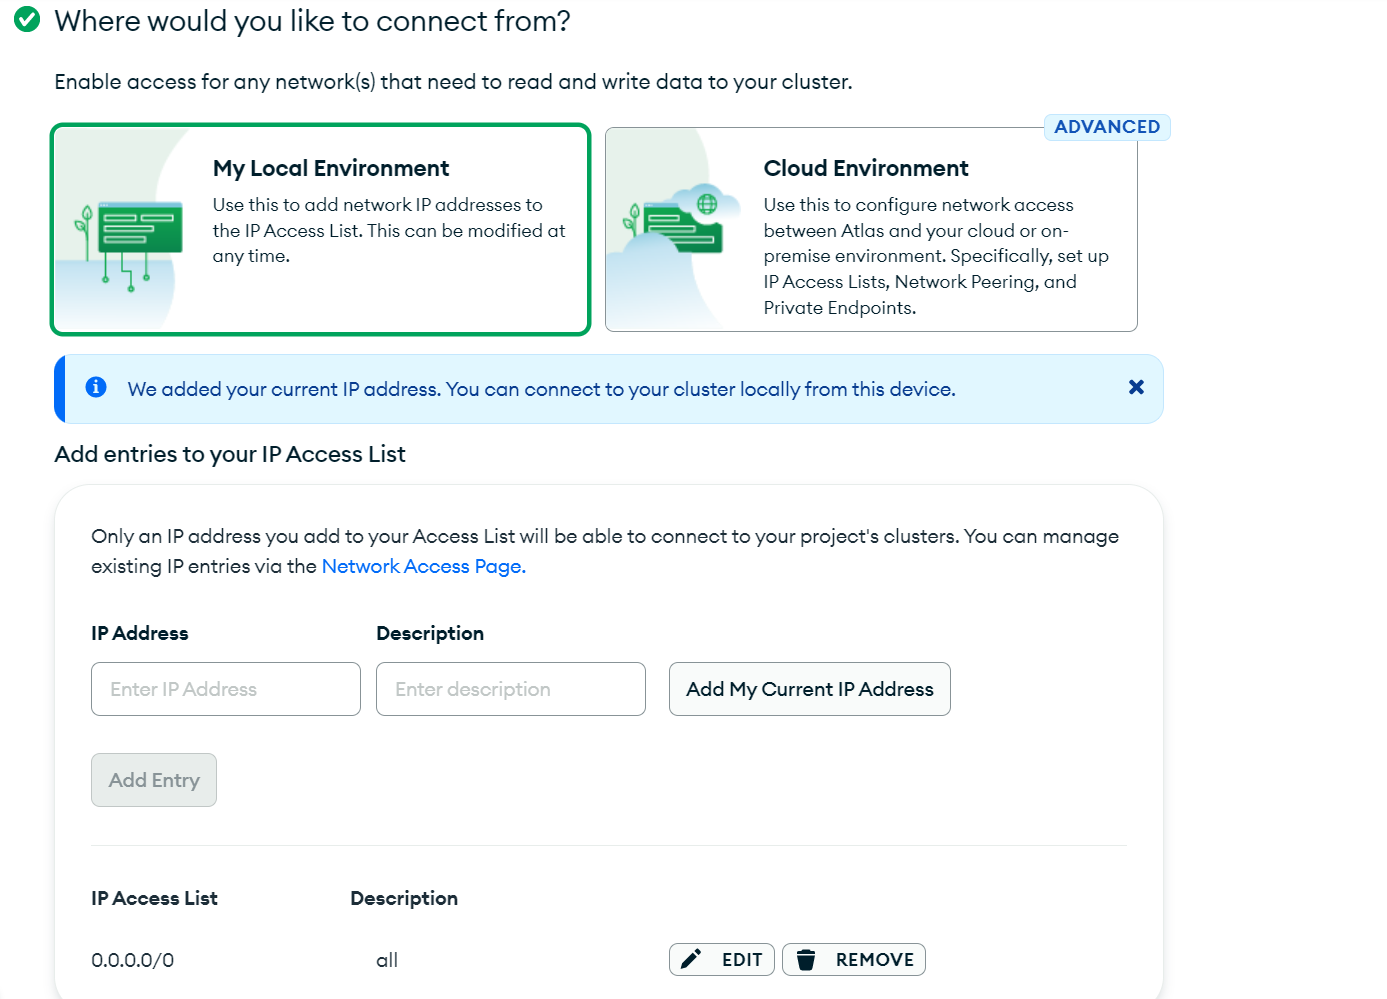 Where would you like to connect from?
Enable access for any network(s) that need to read and write data to your cluster.
ADVANCED
My Local Environment
Use this to add network IP addresses to
the IP Access List. This can be modified at
any time.
Cloud Environment
Use this to configure network access
between Atlas and your cloud or on-
premise environment. Specifically, set up
IP Access Lists, Network Peering, and
Private Endpoints.
We added your current IP address. You can connect to your cluster locally from this device.
Add entries to your IP Access List
Only an IP address you add to your Access List will be able to connect to your project's clusters. You can manage
existing IP entries via the Network Access Page.
IP Address Description
Enter IP Address Enter description Add My Current IP Address
Add Entry
IP Access List Description
0.0.0.0/0 all EDIT REMOVE